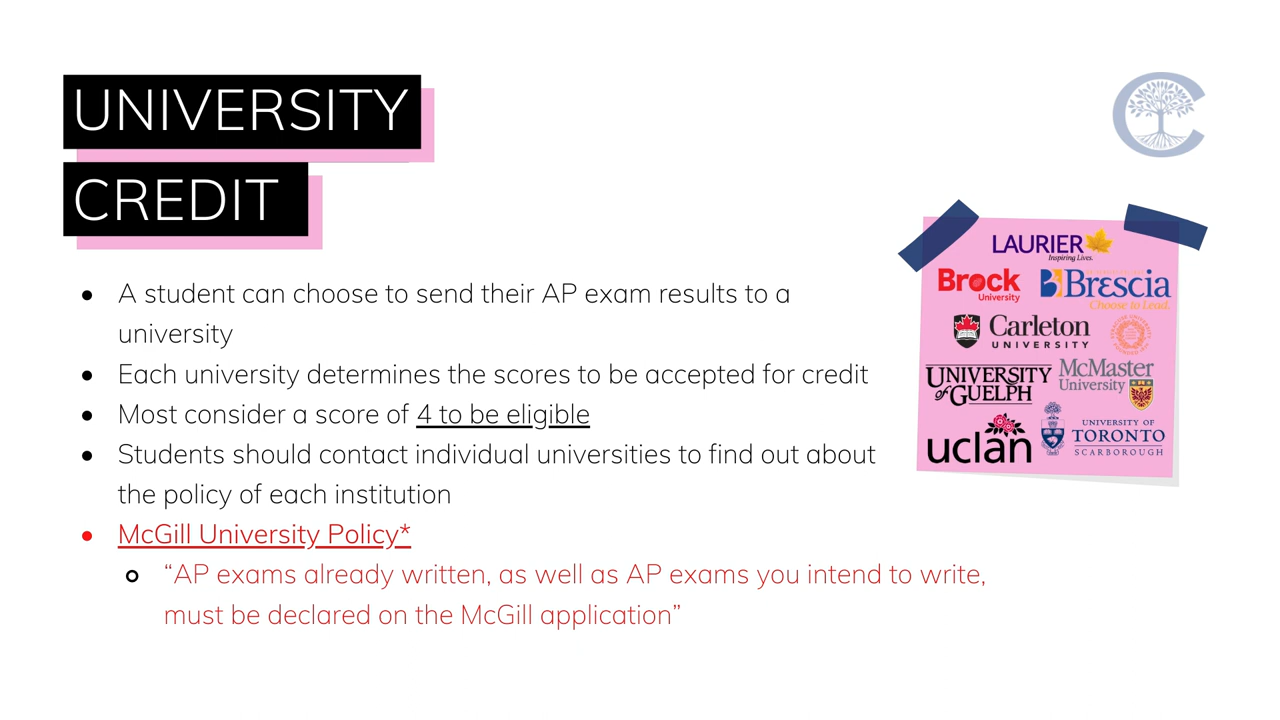 UNIVERSITY
CREDIT
● A student can choose to send their AP exam results to a
university
● Each university determines the scores to be accepted for credit
● Most consider a score of 4 to be eligible
● Students should contact individual universities to find out about
the policy of each institution
● McGill University Policy*
○ “AP exams already written, as well as AP exams you intend to write,
must be declared on the McGill application”
C
LAURIER
Inspiring Lives.
Brock
University
Brescia
Choose to Lead.
Carleton
UNIVERSITY
UNIVERSITY
of GUELPH
McMaster
University
uclan
UNIVERSITY OF
TORONTO
SCARBOROUGH